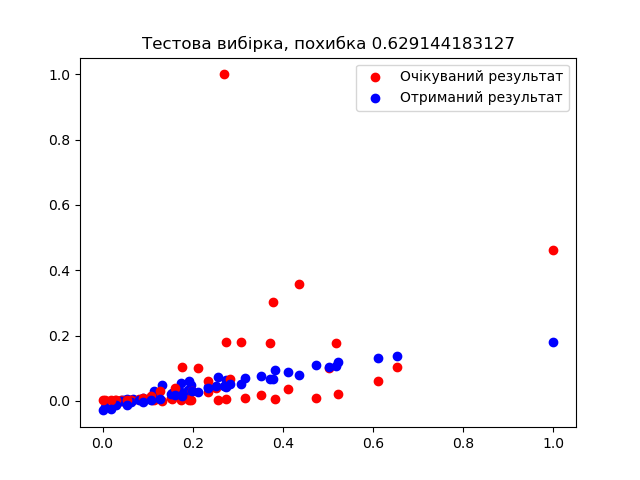 Тестова вибірка, похибка 0.629144183127
Очікуваний результат
Отриманий результат
1.0
0.8
0.6
0.4
0.2
0.0
0.0 0.2 0.4 0.6 0.8 1.0